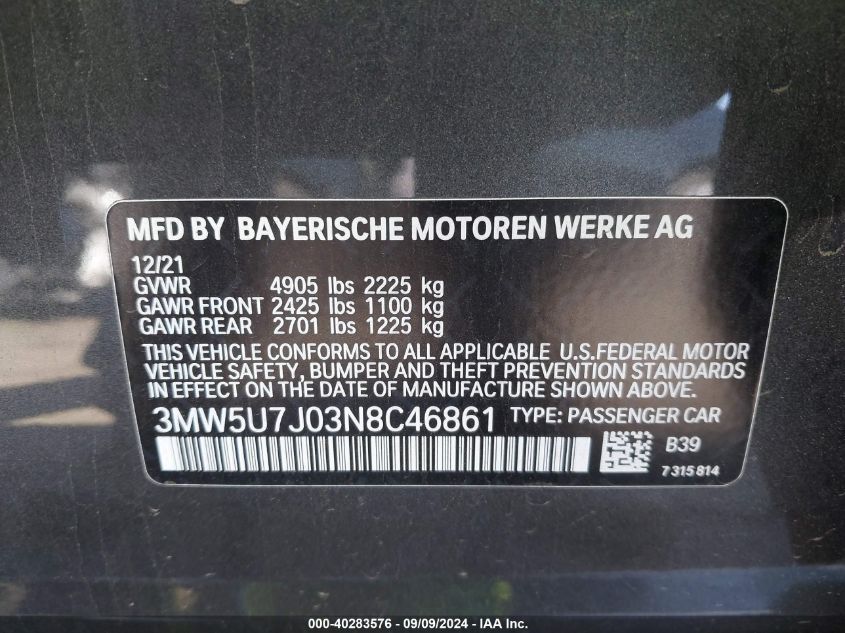 MFD BY BAYERISCHE MOTOREN WERKE AG
12/21
GVWR 4905 lbs 2225 kg
GAWR FRONT 2425 lbs 1100 kg
GAWR REAR 2701 lbs 1225 kg
THIS VEHICLE CONFORMS TO ALL APPLICABLE U.S.FEDERAL MOTOR
VEHICLE SAFETY, BUMPER AND THEFT PREVENTION STANDARDS
IN EFFECT ON THE DATE OF MANUFACTURE SHOWN ABOVE.
3MW5U7J03N8C46861 TYPE: PASSENGER CAR
B39
7315814
000-40283576 - 09/09/2024 - IAA Inc.